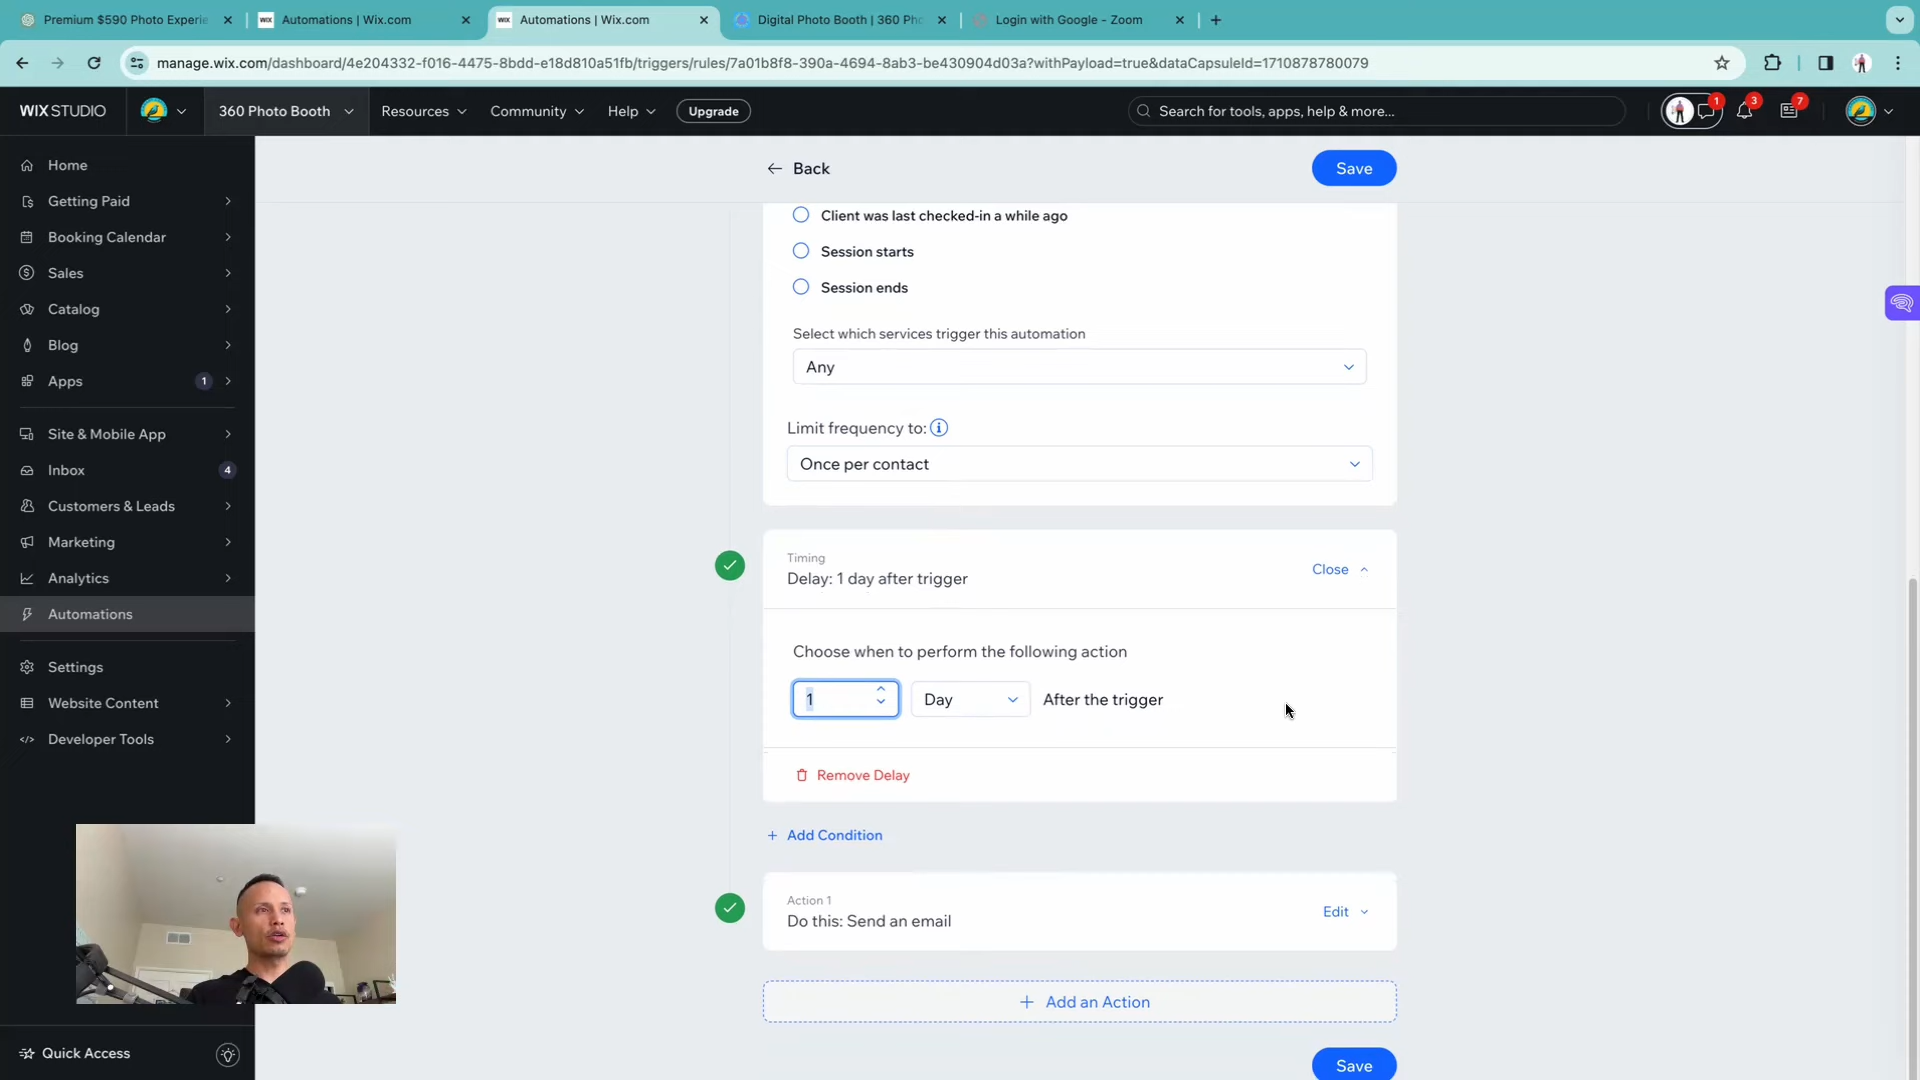 Premium $590 Photo Experie
Automations | Wix.com
Automations | Wix.com
Digital Photo Booth | 360 Pho
Login with Google - Zoom
manage.wix.com/dashboard/4e204332-f016-4475-8bdd-e18d810a51fb/triggers/rules/7a01b8f8-390a-4694-8ab3-be430904d03a?withPayload=true&dataCapsuleId=1710878780079
WIX STUDIO
360 Photo Booth
Resources
Community
Help
Upgrade
Search for tools, apps, help & more...
1
3
7
Home
Getting Paid
Booking Calendar
Sales
Catalog
Blog
Apps
1
Site & Mobile App
Inbox
4
Customers & Leads
Marketing
Analytics
Automations
Settings
Website Content
Developer Tools
Quick Access
Back
Save
Client was last checked-in a while ago
Session starts
Session ends
Select which services trigger this automation
Any
Limit frequency to:
Once per contact
Timing
Delay: 1 day after trigger
Close
Choose when to perform the following action
1
Day
After the trigger
Remove Delay
+ Add Condition
Action 1
Do this: Send an email
Edit
+ Add an Action
Save